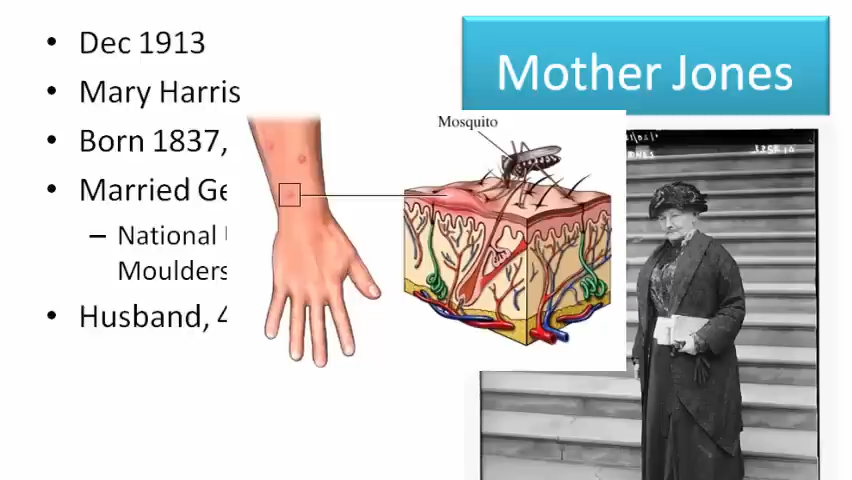 Mother Jones
• Dec 1913
• Mary Harris
• Born 1837,
• Married Ge
– National
Moulders
• Husband, 4
Mosquito